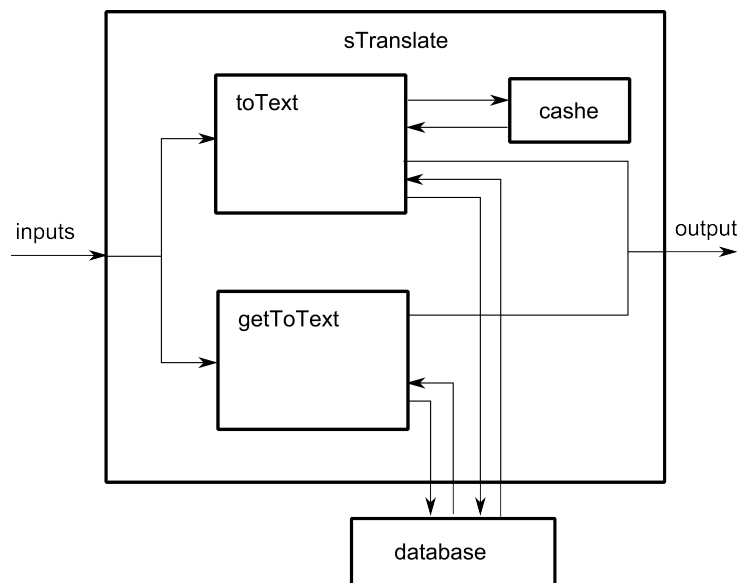 sTranslate
toText
cashe
inputs
output
getToText
database